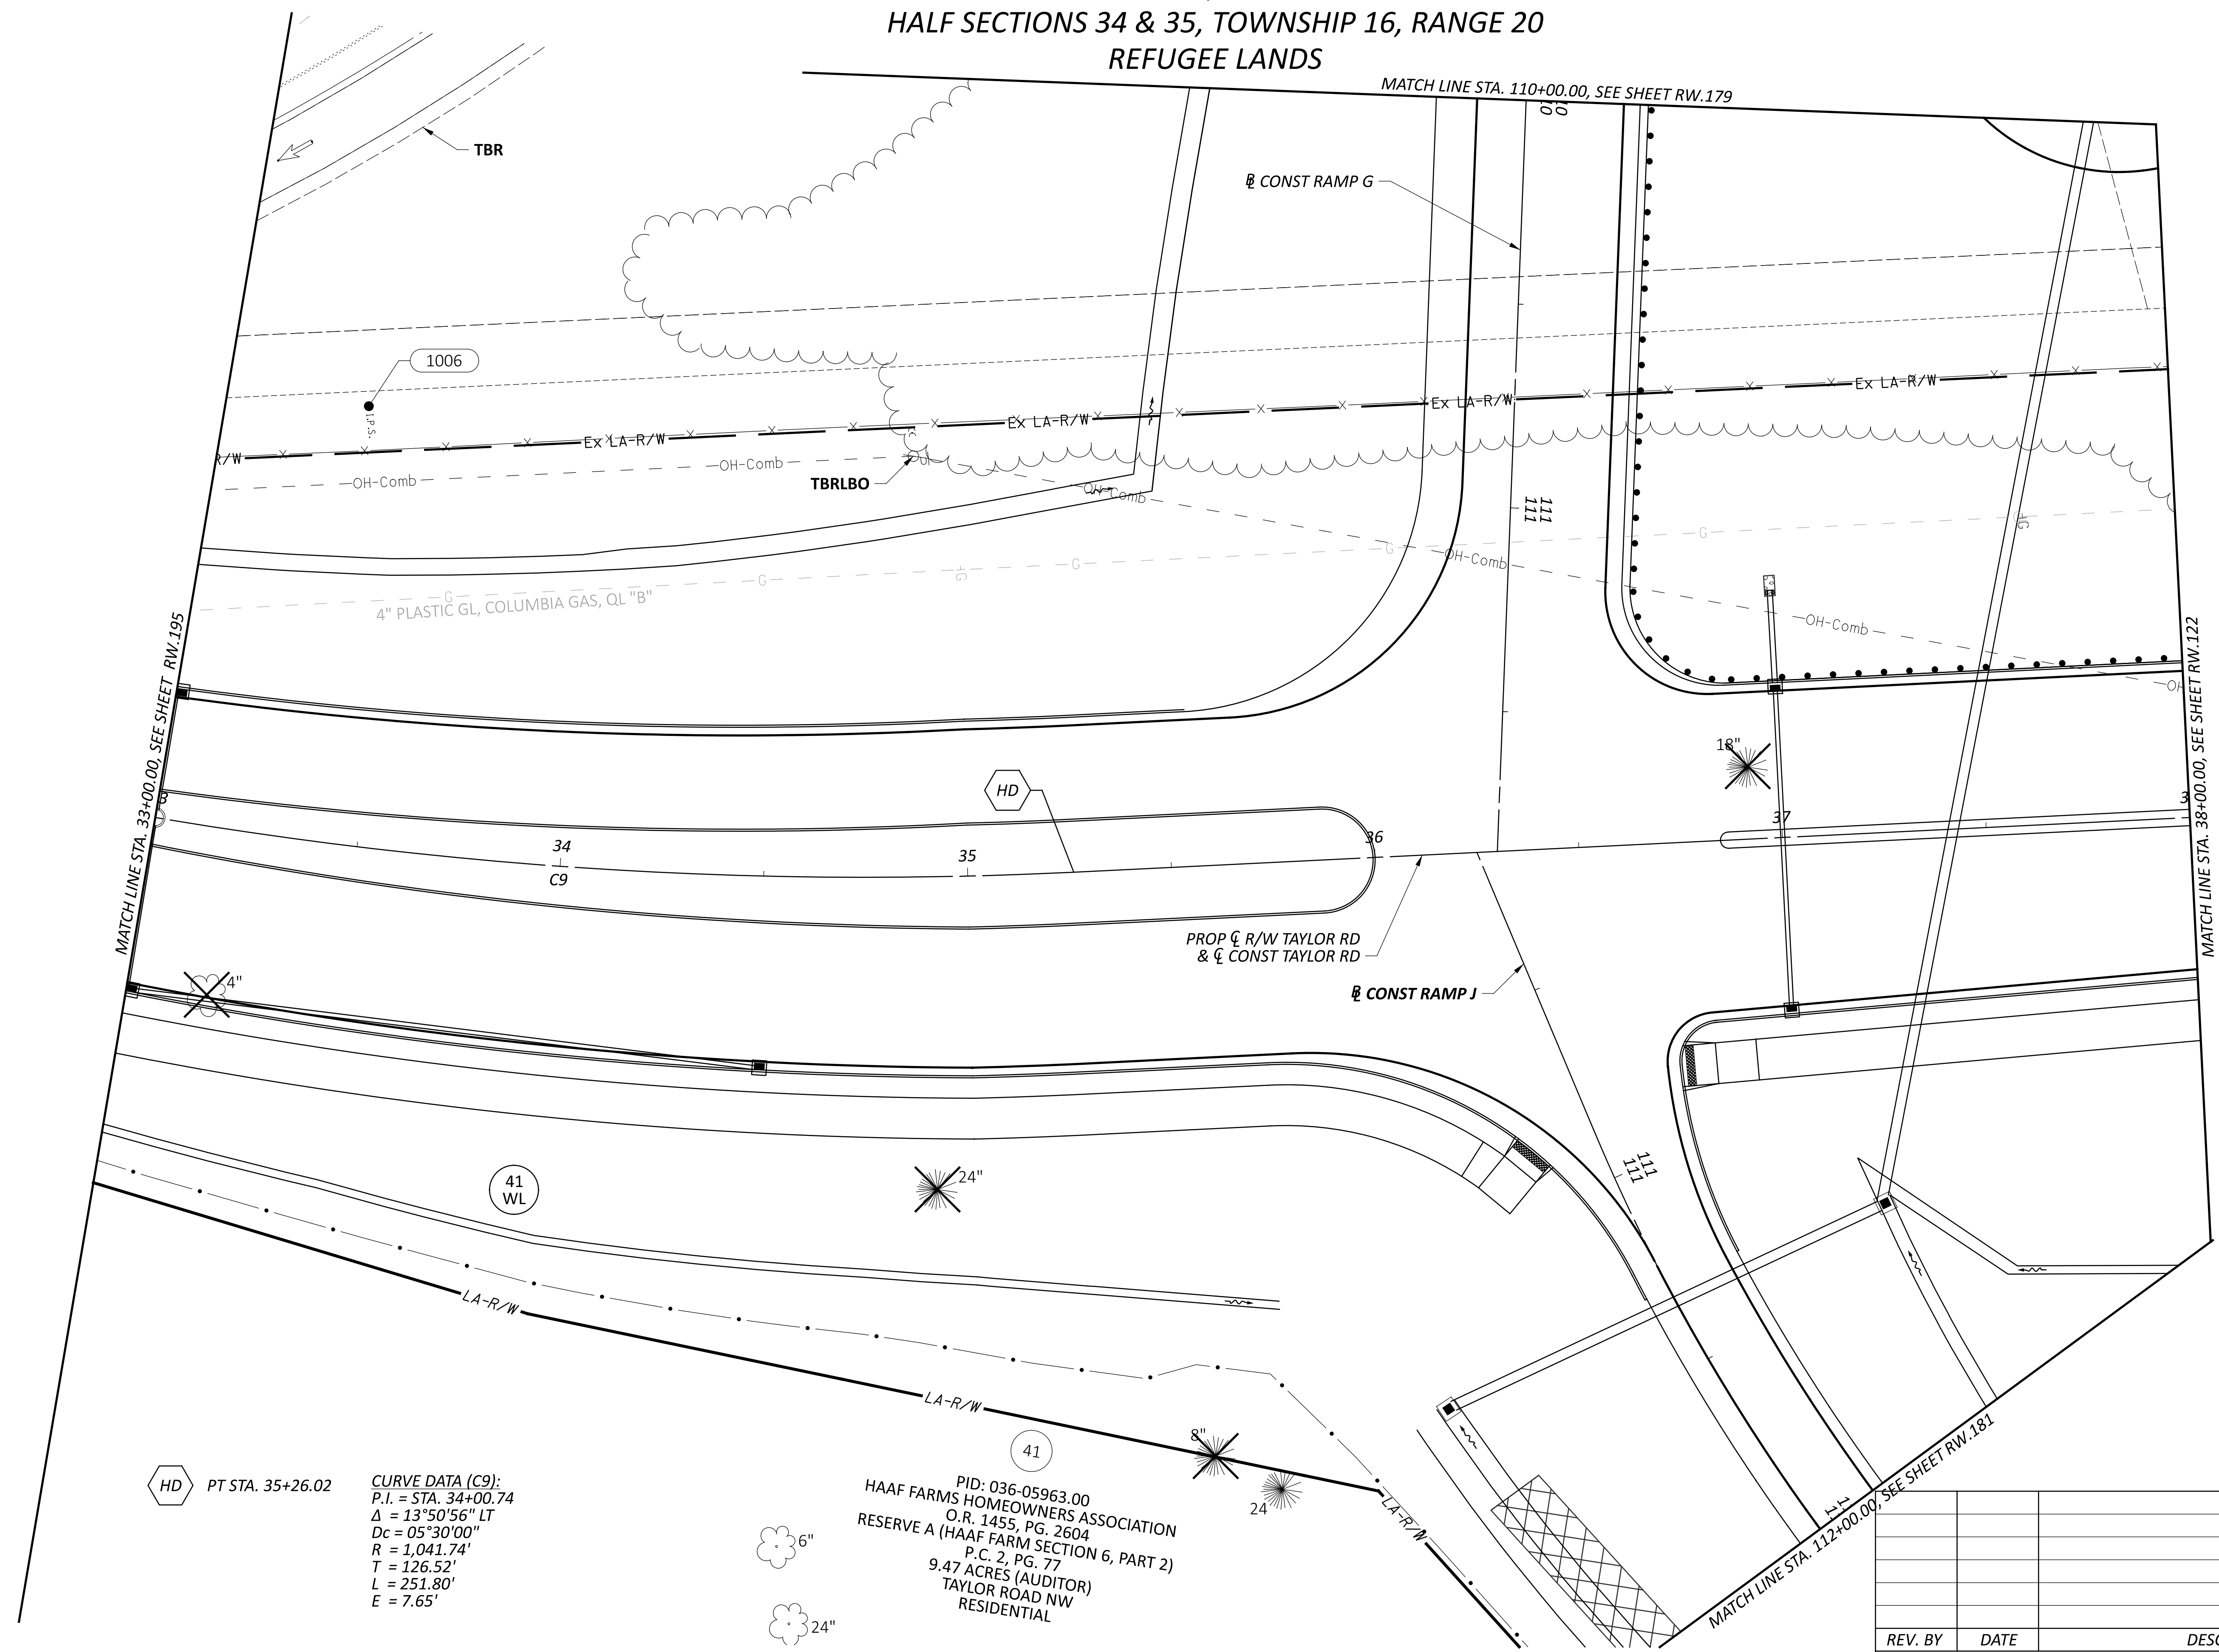 HALF SECTIONS 34 & 35, TOWNSHIP 16, RANGE 20
REFUGEE LANDS
MATCH LINE STA. 110+00.00, SEE SHEET RW.179
TBR
℄ CONST RAMP G
1006
I.P.S.
R/W
Ex LA-R/W
Ex LA-R/W
Ex LA-R/W
Ex LA-R/W
OH-Comb
OH-Comb
OH-Comb
OH-Comb
OH-Comb
TBRLBO
111
111
G
G
G
G
G
4" PLASTIC GL, COLUMBIA GAS, QL "B"
MATCH LINE STA. 33+00.00, SEE SHEET RW.195
MATCH LINE STA. 38+00.00, SEE SHEET RW.122
18"
HD
34
35
36
37
C9
PROP ℄ R/W TAYLOR RD
& ℄ CONST TAYLOR RD
℄ CONST RAMP J
4"
111
111
41
WL
24"
LA-R/W
LA-R/W
LA-R/W
8"
24
41
PID: 036-05963.00
HAAF FARMS HOMEOWNERS ASSOCIATION
O.R. 1455, PG. 2604
RESERVE A (HAAF FARM SECTION 6, PART 2)
P.C. 2, PG. 77
9.47 ACRES (AUDITOR)
TAYLOR ROAD NW
RESIDENTIAL
HD PT STA. 35+26.02
CURVE DATA (C9):
P.I. = STA. 34+00.74
Δ = 13°50'56" LT
Dc = 05°30'00"
R = 1,041.74'
T = 126.52'
L = 251.80'
E = 7.65'
6"
24"
MATCH LINE STA. 112+00.00, SEE SHEET RW.181
REV. BY DATE